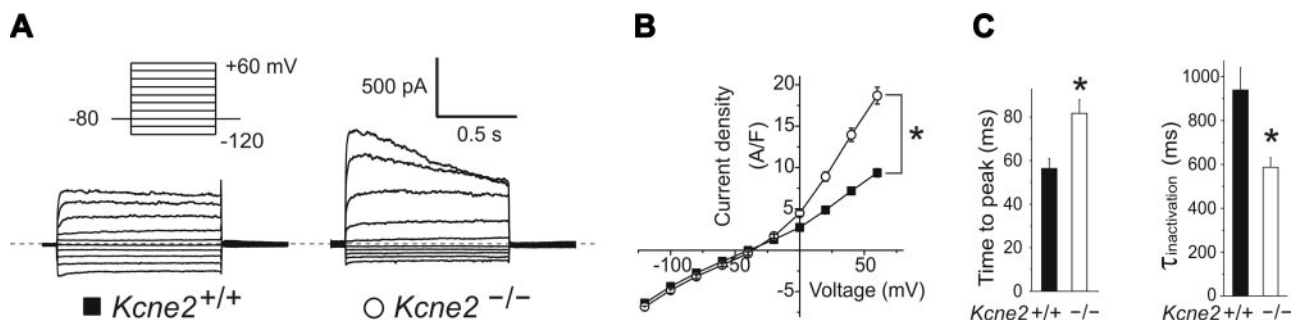 A
+60 mV
-80
-120
500 pA
0.5 s
■ Kcne2+/+
○ Kcne2 −/−
B
Current density
(A/F)
20
15
10
5
-5
-100
-50
50
Voltage (mV)
*
C
Time to peak (ms)
80
60
40
20
0
*
Kcne2 +/+ −/−
τinactivation (ms)
1000
800
600
400
200
0
*
Kcne2 +/+ −/−